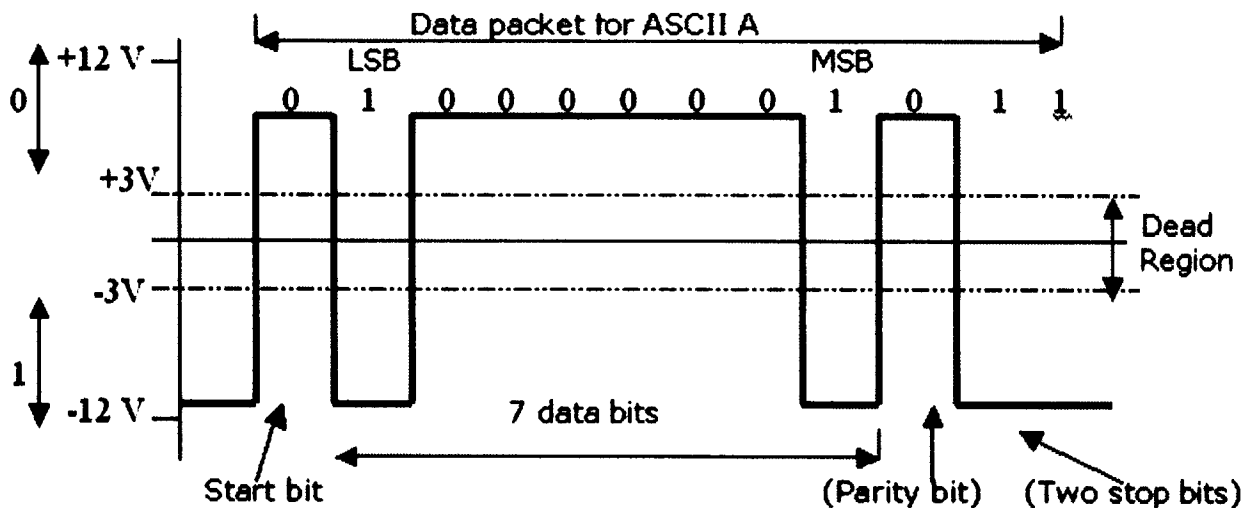 Data packet for ASCII A
+12 V
LSB
MSB
0
0 1 0 0 0 0 0 0 1 0 1 1
+3V
Dead
Region
-3V
1
-12 V
7 data bits
Start bit
(Parity bit)
(Two stop bits)